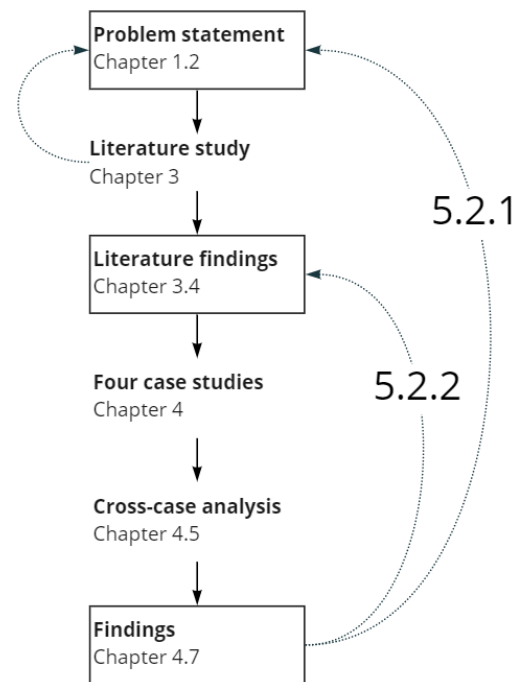 Problem statement
Chapter 1.2
Literature study
Chapter 3
5.2.1
Literature findings
Chapter 3.4
5.2.2
Four case studies
Chapter 4
Cross-case analysis
Chapter 4.5
Findings
Chapter 4.7